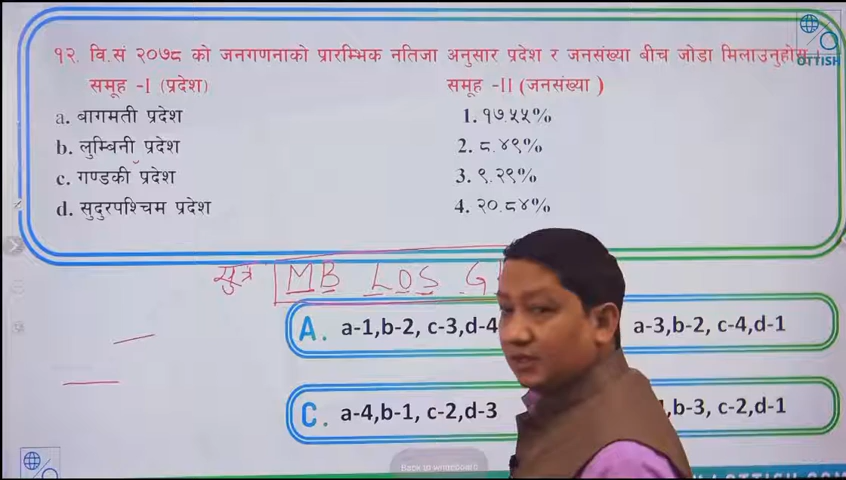 १२. वि.सं २०७८ को जनगणनाको प्रारम्भिक नतिजा अनुसार प्रदेश र जनसंख्या बीच जोडा मिलाउनुहोस् ।
OTTISH
समूह -I (प्रदेश)
समूह -II (जनसंख्या )
a. बागमती प्रदेश
1. १७.५५%
b. लुम्बिनी प्रदेश
2. ८.४९%
c. गण्डकी प्रदेश
3. ९.२९%
d. सुदुरपश्चिम प्रदेश
4. २०.८४%
सूत्र MB LDS G
A. a-1,b-2, c-3,d-4
a-3,b-2, c-4,d-1
C. a-4,b-1, c-2,d-3
,b-3, c-2,d-1
Back to whiteboard